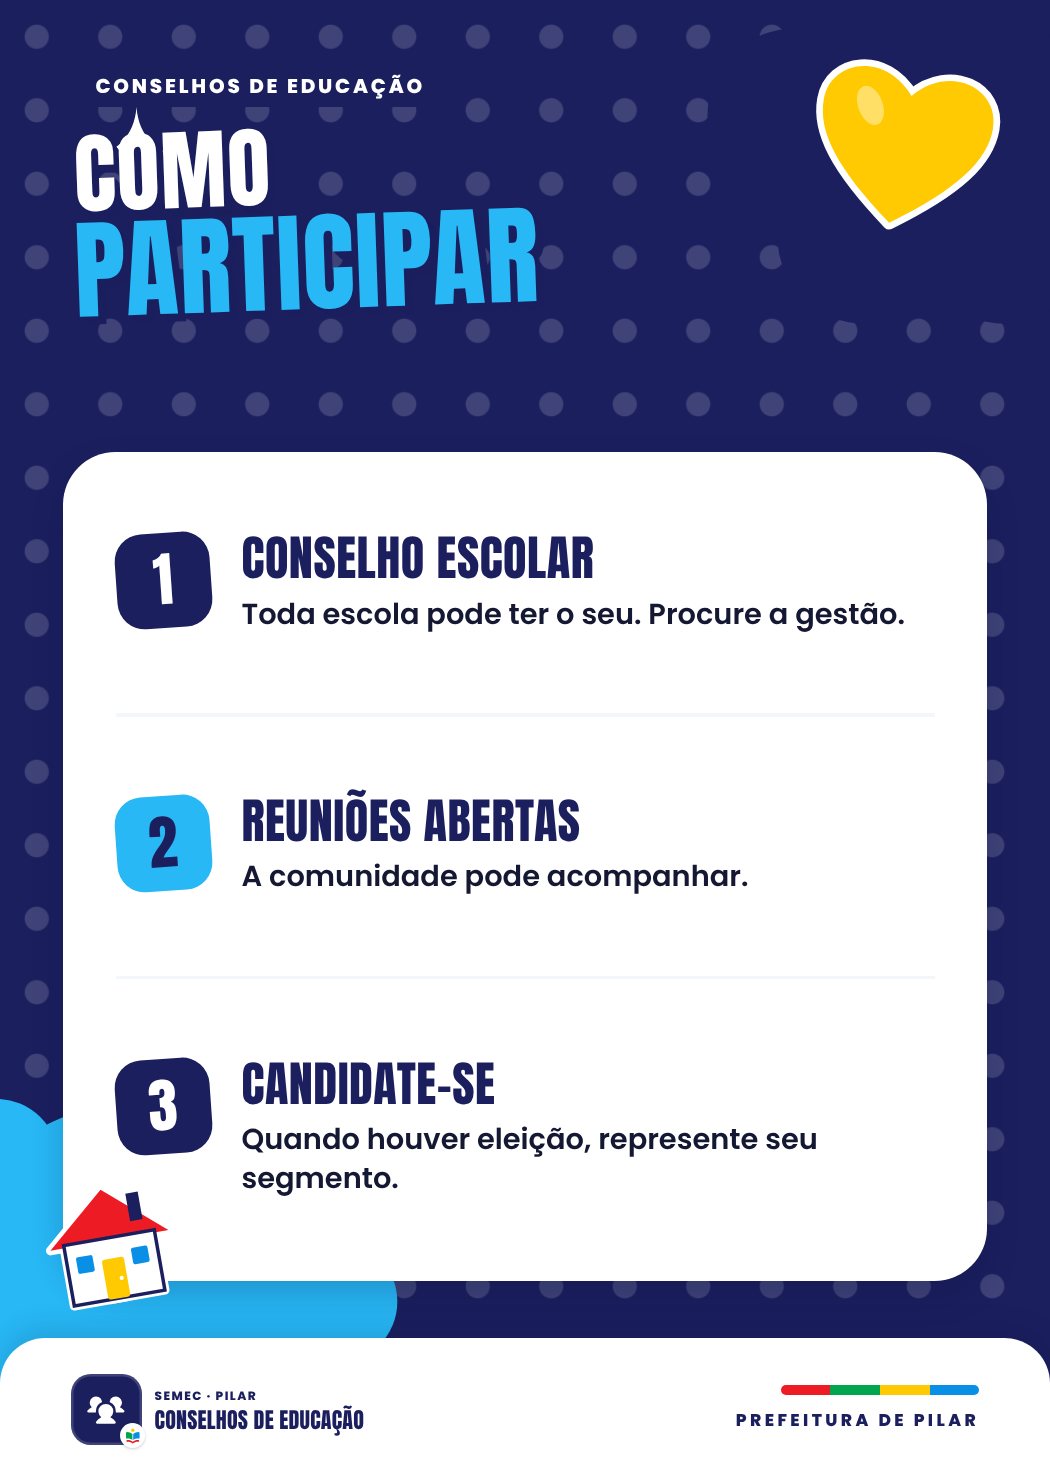 CONSELHOS DE EDUCAÇÃO
COMO
PARTICIPAR
1
CONSELHO ESCOLAR
Toda escola pode ter o seu. Procure a gestão.
2
REUNIÕES ABERTAS
A comunidade pode acompanhar.
3
CANDIDATE-SE
Quando houver eleição, represente seu
segmento.
SEMEC · PILAR
CONSELHOS DE EDUCAÇÃO
PREFEITURA DE PILAR